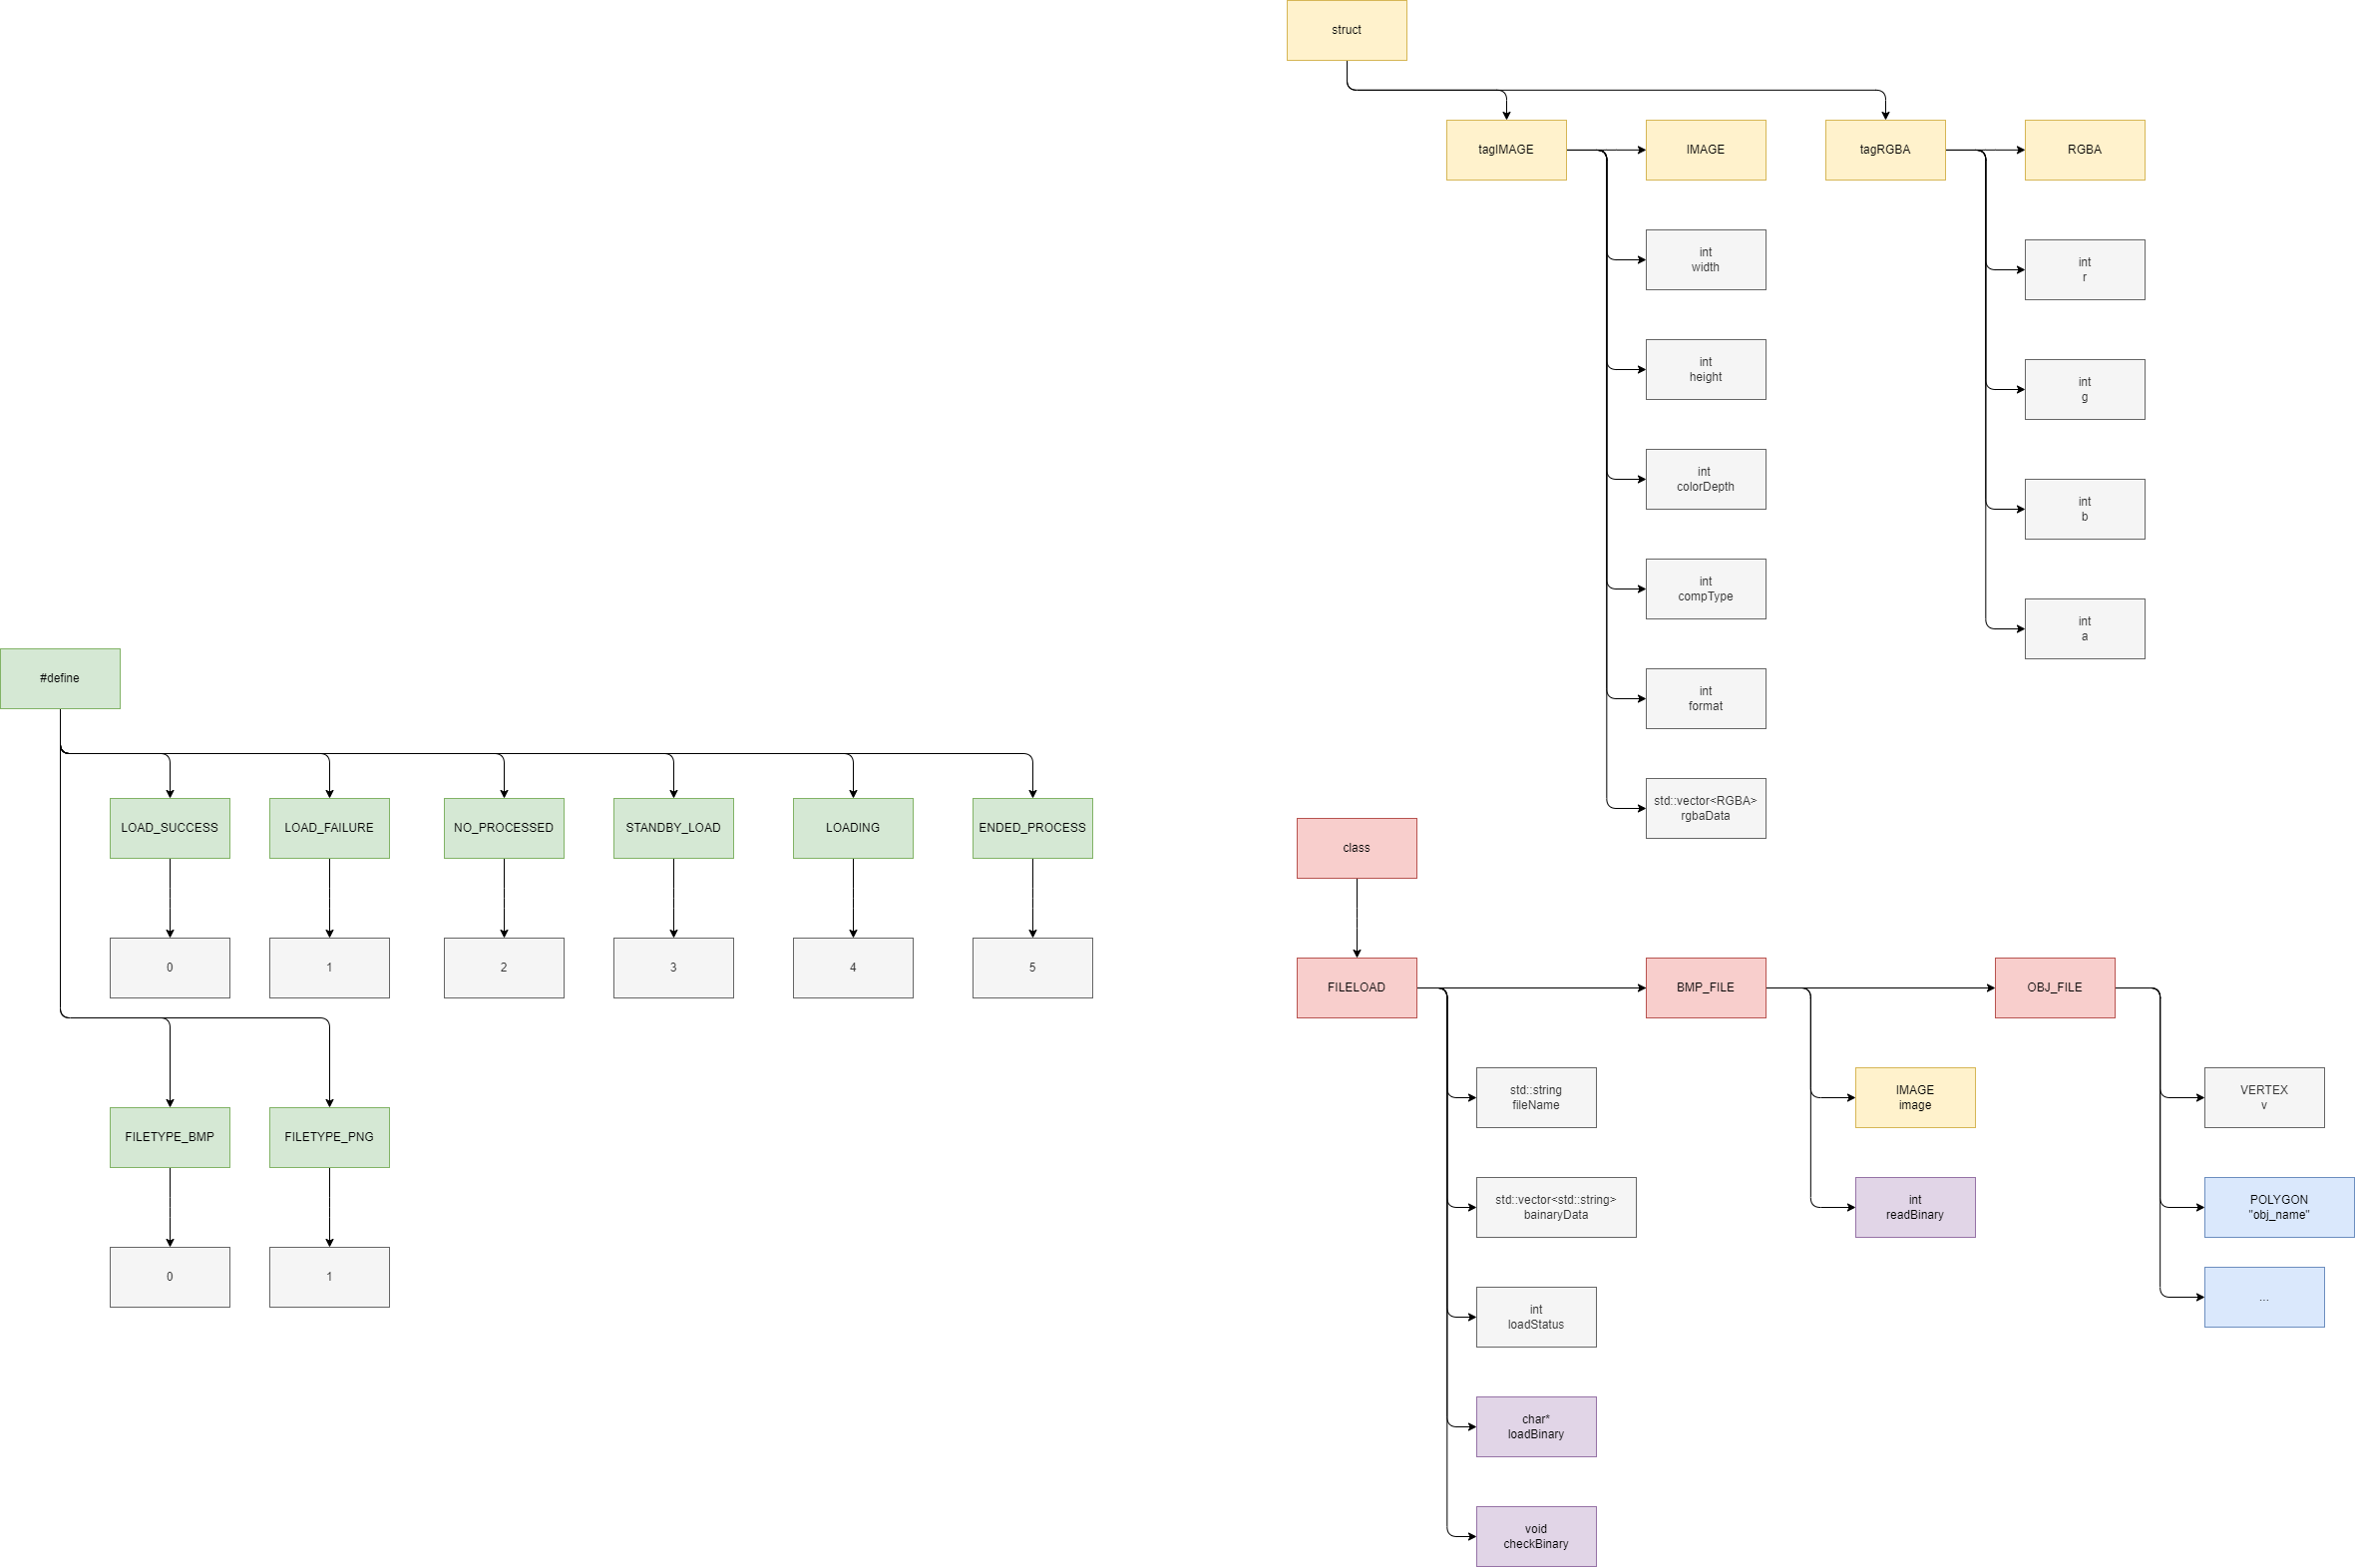 struct
tagIMAGE
IMAGE
tagRGBA
RGBA
int
width
int
height
int
colorDepth
int
compType
int
format
std::vector<RGBA>
rgbaData
int
r
int
g
int
b
int
a
#define
LOAD_SUCCESS
LOAD_FAILURE
NO_PROCESSED
STANDBY_LOAD
LOADING
ENDED_PROCESS
0
1
2
3
4
5
FILETYPE_BMP
FILETYPE_PNG
0
1
class
FILELOAD
BMP_FILE
OBJ_FILE
std::string
fileName
std::vector<std::string>
bainaryData
int
loadStatus
char*
loadBinary
void
checkBinary
IMAGE
image
int
readBinary
VERTEX
v
POLYGON
"obj_name"
...